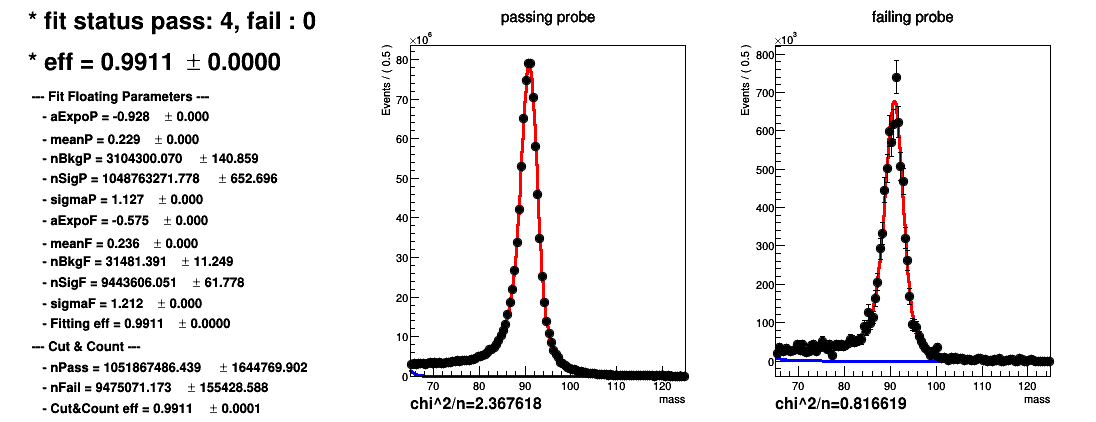 * fit status pass: 4, fail : 0
* eff = 0.9911 ± 0.0000
--- Fit Floating Parameters ---
- aExpoP = -0.928 ± 0.000
- meanP = 0.229 ± 0.000
- nBkgP = 3104300.070 ± 140.859
- nSigP = 1048763271.778 ± 652.696
- sigmaP = 1.127 ± 0.000
- aExpoF = -0.575 ± 0.000
- meanF = 0.236 ± 0.000
- nBkgF = 31481.391 ± 11.249
- nSigF = 9443606.051 ± 61.778
- sigmaF = 1.212 ± 0.000
- Fitting eff = 0.9911 ± 0.0000
--- Cut & Count ---
- nPass = 1051867486.439 ± 1644769.902
- nFail = 9475071.173 ± 155428.588
- Cut&Count eff = 0.9911 ± 0.0001
passing probe
×10^6
Events / ( 0.5 )
80
70
60
50
40
30
20
10
0
70 80 90 100 110 120
mass
chi^2/n=2.367618
failing probe
×10^3
Events / ( 0.5 )
800
700
600
500
400
300
200
100
0
70 80 90 100 110 120
mass
chi^2/n=0.816619